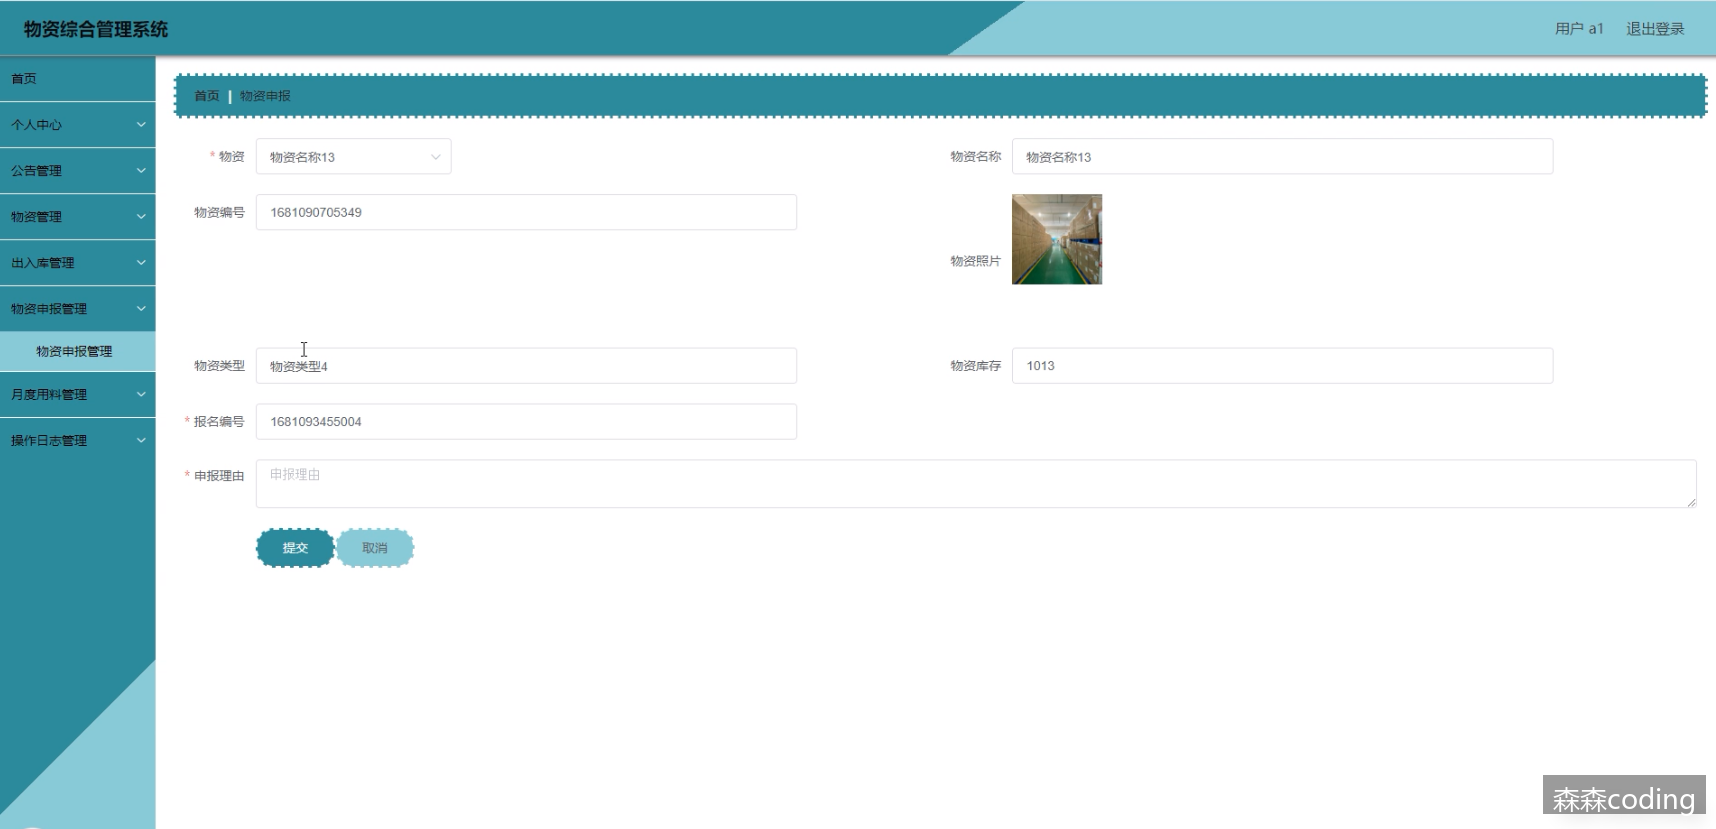 物资综合管理系统
用户 a1 退出登录
首页
个人中心
公告管理
物资管理
出入库管理
物资申报管理
物资申报管理
月度用料管理
操作日志管理
首页 | 物资申报
* 物资 物资名称13
物资名称 物资名称13
物资编号 1681090705349
物资照片
物资类型 物资类型4
物资库存 1013
* 报名编号 1681093455004
* 申报理由 申报理由
提交 取消
森森coding